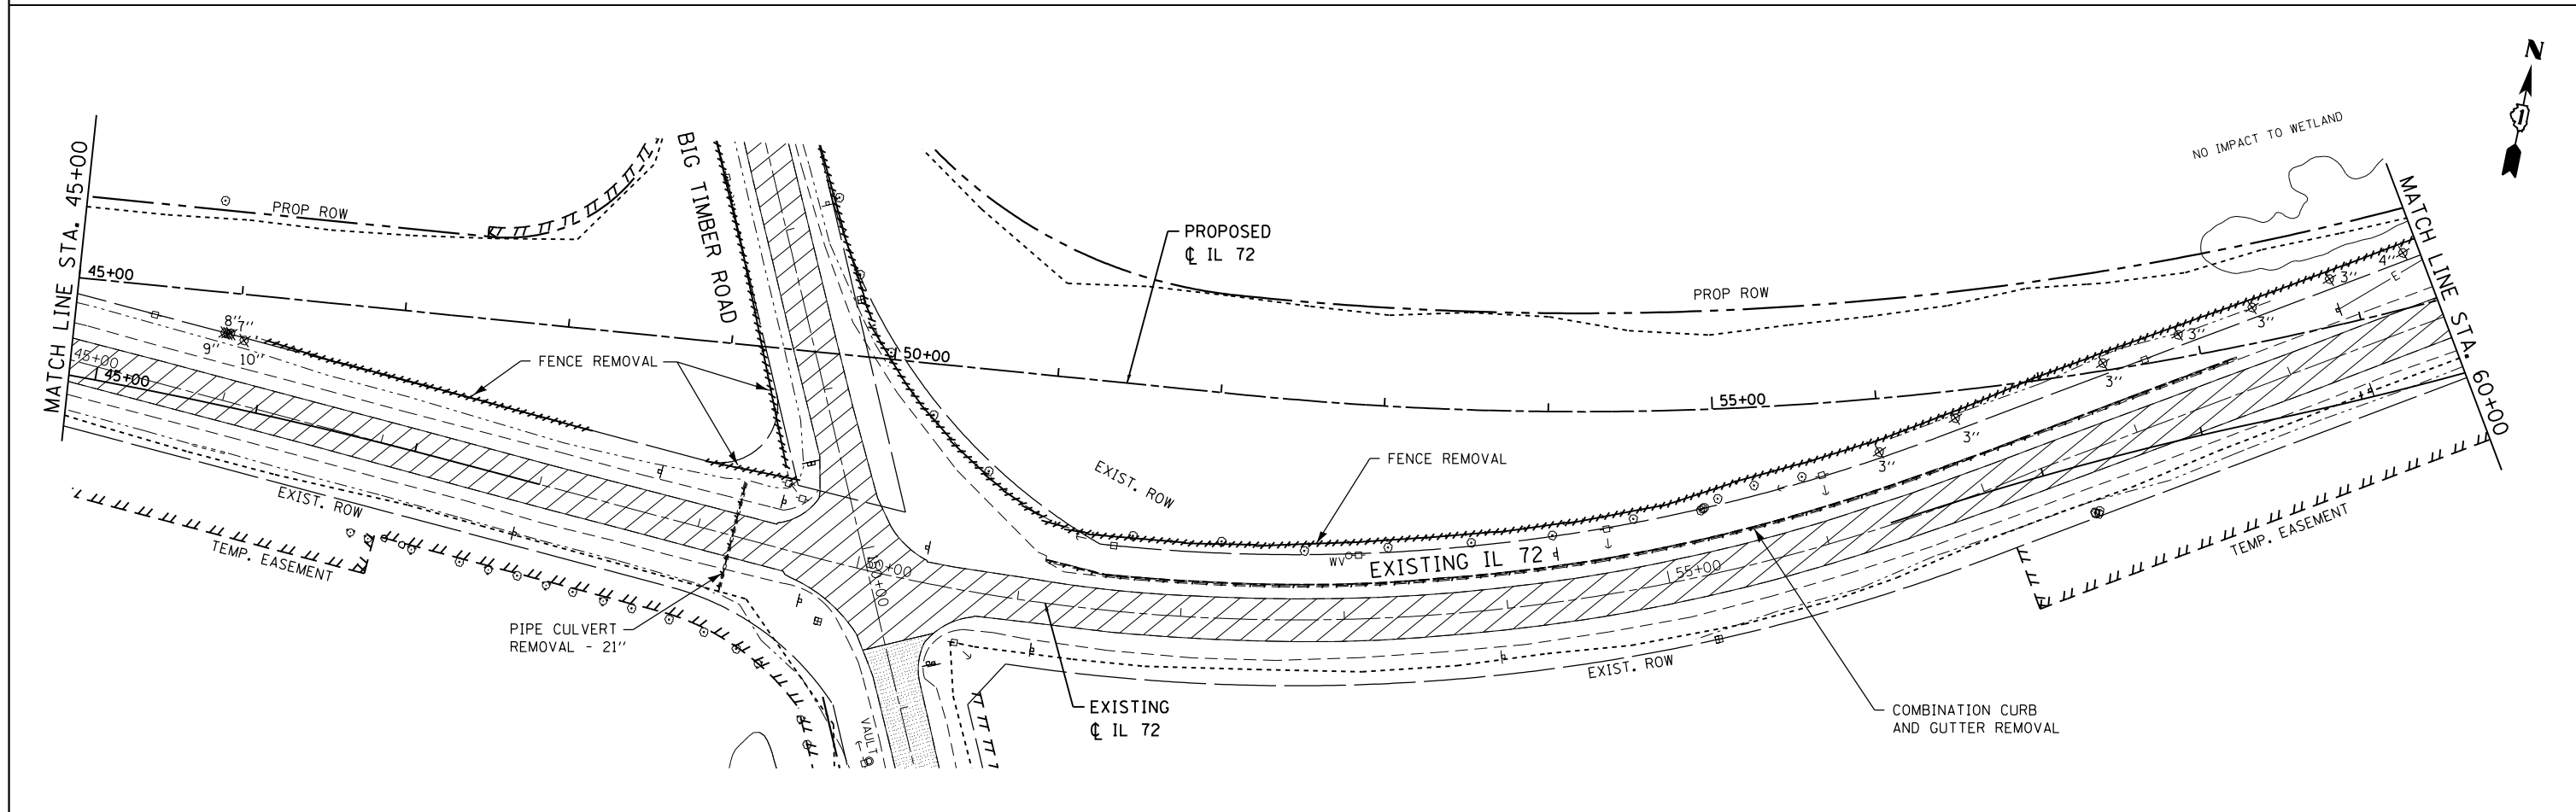 N
NO IMPACT TO WETLAND
MATCH LINE STA. 45+00
BIG TIMBER ROAD
PROP ROW
PROPOSED
℄ IL 72
PROP ROW
MATCH LINE STA. 60+00
45+00
8''
7''
9''
10''
45+00
45+00
FENCE REMOVAL
50+00
55+00
4''
E
3''
3''
3''
3''
3''
3''
FENCE REMOVAL
EXIST. ROW
EXIST. ROW
TEMP. EASEMENT
WV
EXISTING IL 72
50+00
50+00
55+00
TEMP. EASEMENT
PIPE CULVERT
REMOVAL - 21''
EXIST. ROW
VAULT
EXISTING
℄ IL 72
COMBINATION CURB
AND GUTTER REMOVAL